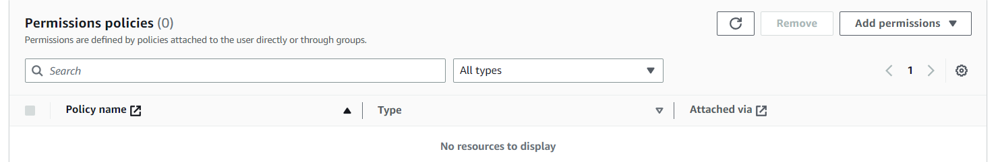 Permissions policies (0)
Remove
Add permissions
Permissions are defined by policies attached to the user directly or through groups.
Search
All types
1
Policy name
Type
Attached via
No resources to display